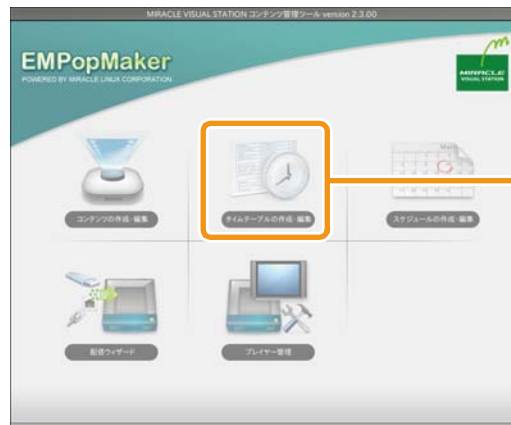 MIRACLE VISUAL STATION コンテンツ管理ツール version 2.3.00
EMPopMaker
POWERED BY MIRACLE LINUX CORPORATION
MIRACLE
VISUAL STATION
コンテンツの作成・編集
タイムテーブルの作成・編集
スケジュールの作成・編集
配信ウィザード
プレイヤー管理